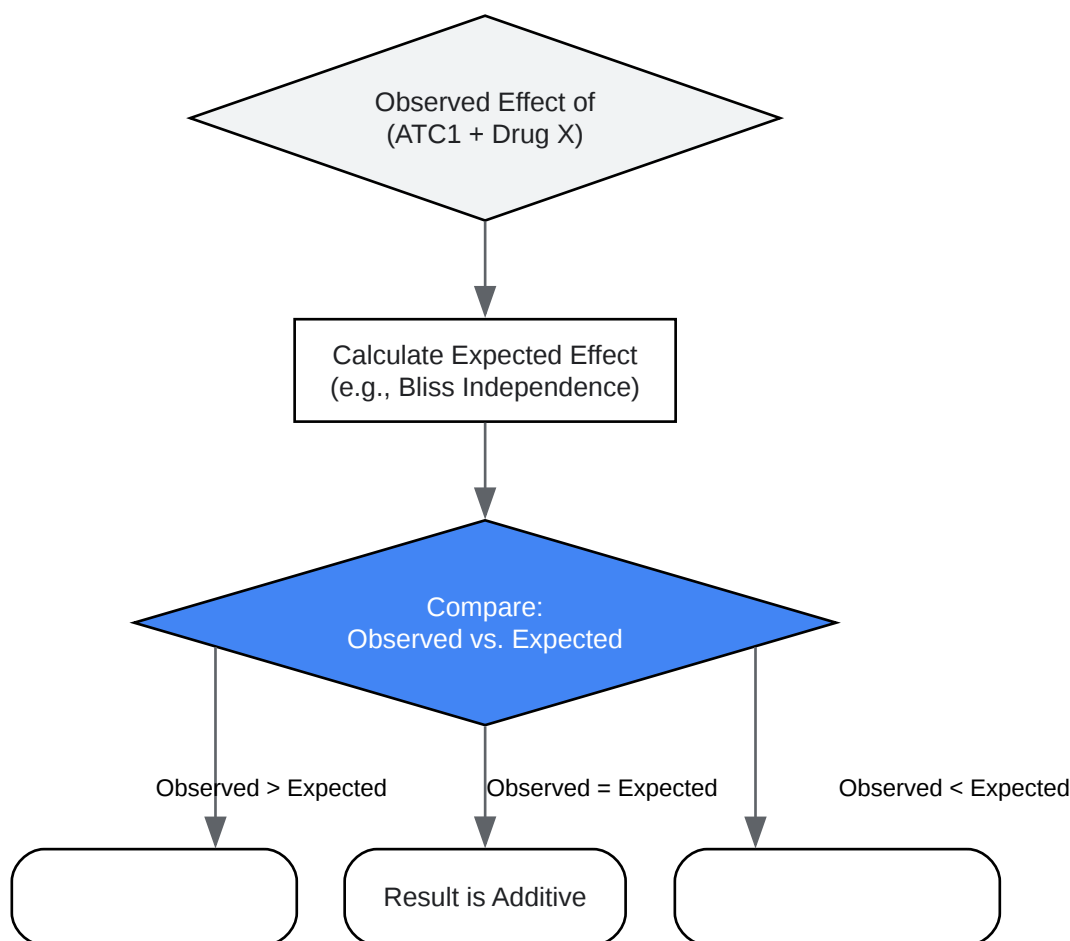 Observed Effect of
(ATC1 + Drug X)
Calculate Expected Effect
(e.g., Bliss Independence)
Compare:
Observed vs. Expected
Observed > Expected
Observed = Expected
Observed < Expected
Result is Additive